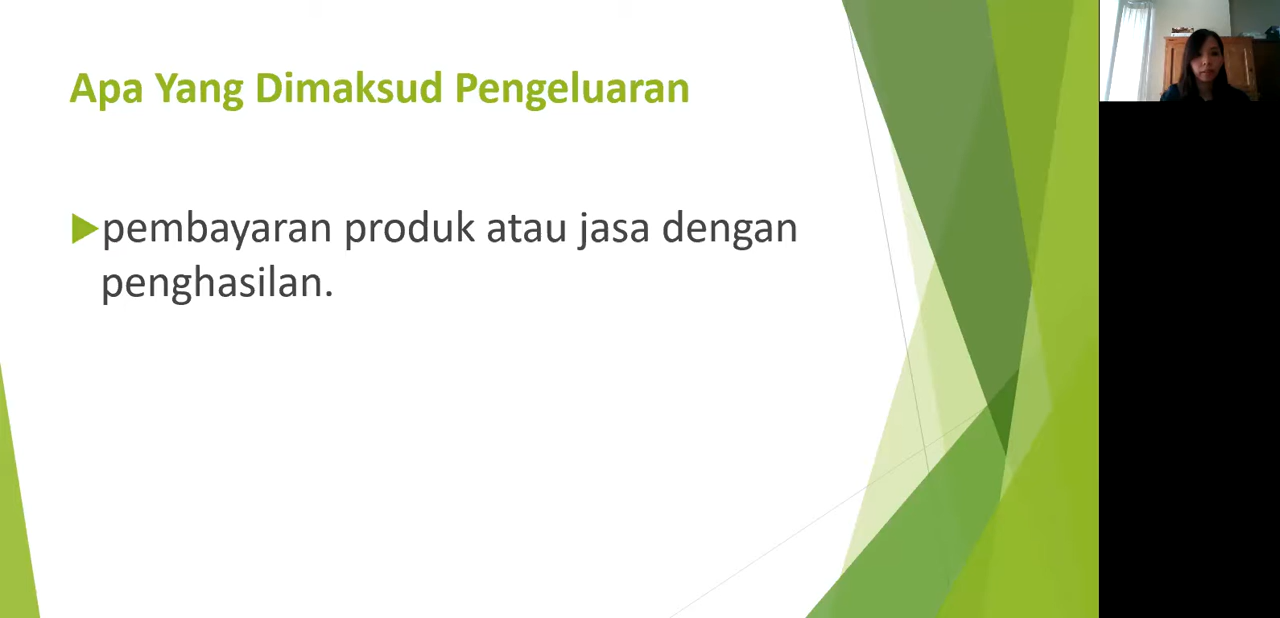 Apa Yang Dimaksud Pengeluaran
pembayaran produk atau jasa dengan
penghasilan.